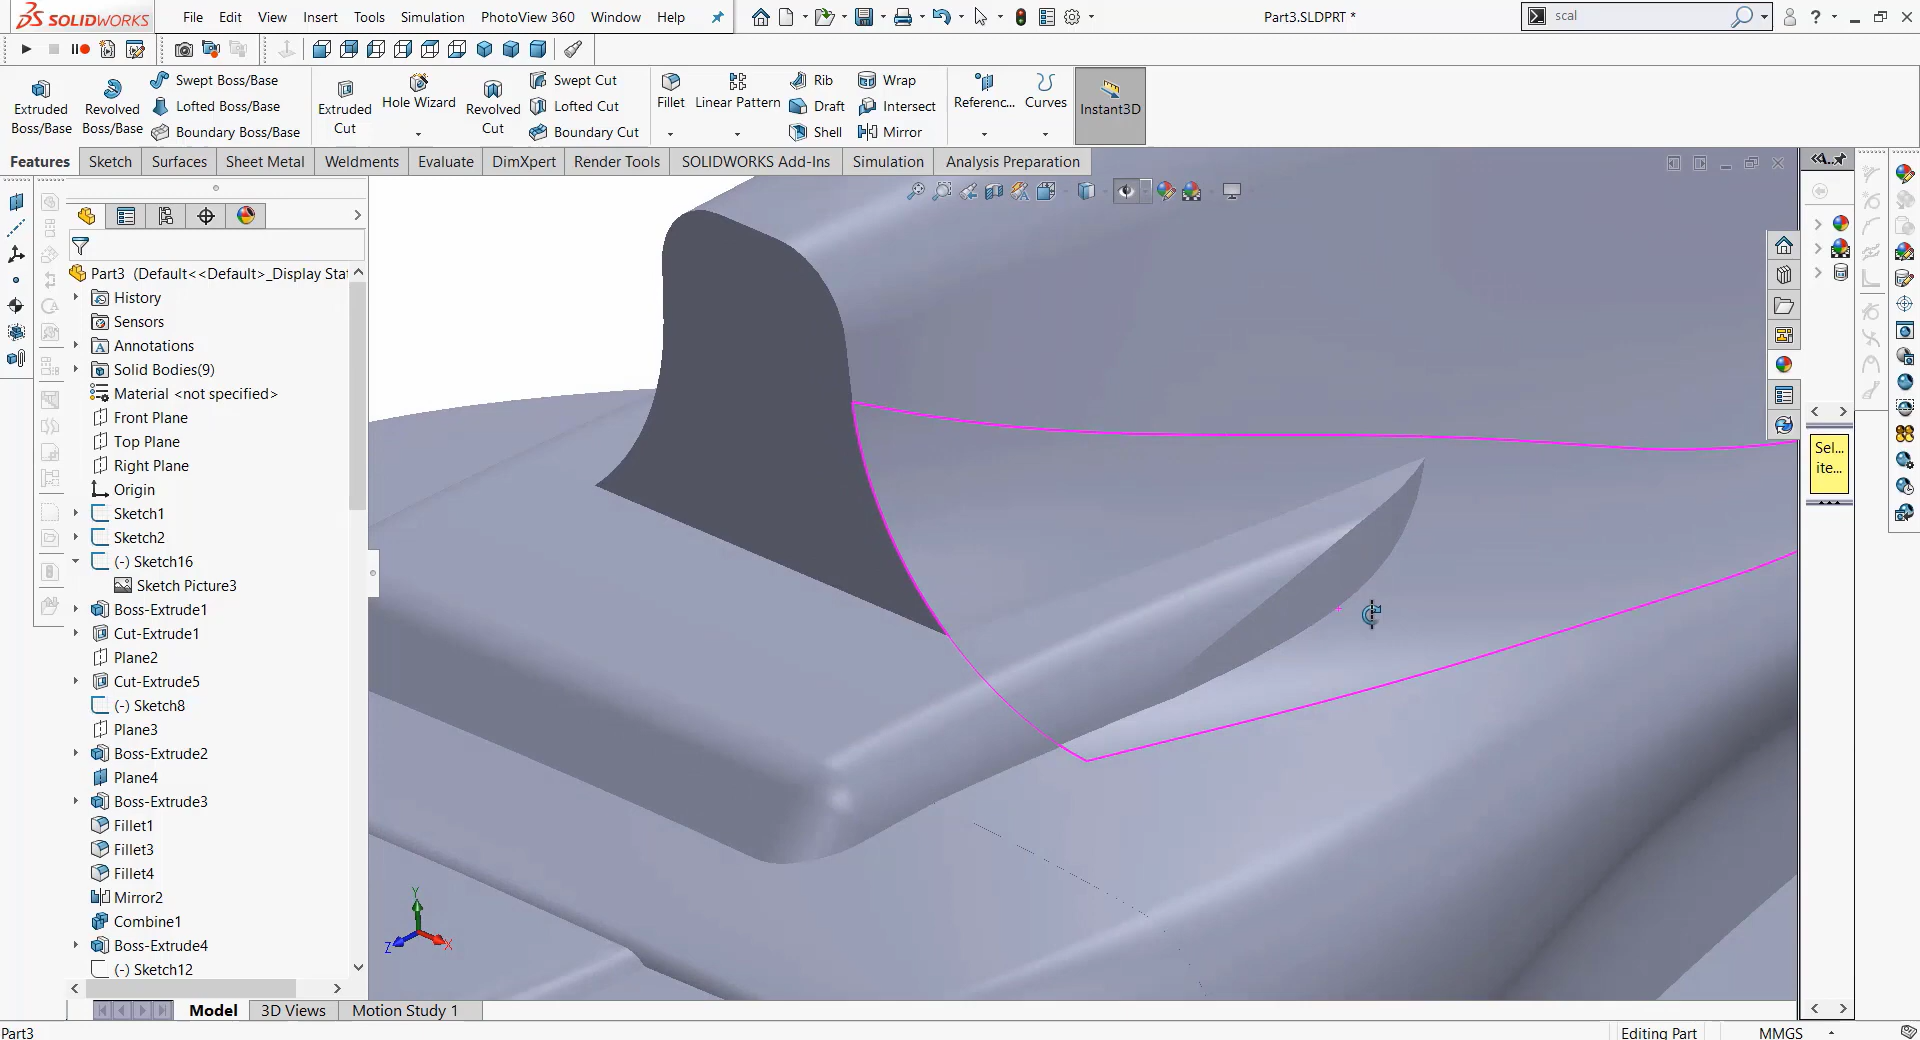 SOLIDWORKS
File Edit View Insert Tools Simulation PhotoView 360 Window Help
Part3.SLDPRT *
scal
?
Extruded Boss/Base
Revolved Boss/Base
Swept Boss/Base
Lofted Boss/Base
Boundary Boss/Base
Extruded Cut
Hole Wizard
Revolved Cut
Swept Cut
Lofted Cut
Boundary Cut
Fillet
Linear Pattern
Rib
Draft
Shell
Wrap
Intersect
Mirror
Referenc...
Curves
Instant3D
Features Sketch Surfaces Sheet Metal Weldments Evaluate DimXpert Render Tools SOLIDWORKS Add-Ins Simulation Analysis Preparation
Part3 (Default<<Default>_Display Stat
History
Sensors
Annotations
Solid Bodies(9)
Material <not specified>
Front Plane
Top Plane
Right Plane
Origin
Sketch1
Sketch2
(-) Sketch16
Sketch Picture3
Boss-Extrude1
Cut-Extrude1
Plane2
Cut-Extrude5
(-) Sketch8
Plane3
Boss-Extrude2
Plane4
Boss-Extrude3
Fillet1
Fillet3
Fillet4
Mirror2
Combine1
Boss-Extrude4
(-) Sketch12
Y
Z
X
A...
Sel...
ite...
Model 3D Views Motion Study 1
Part3
Editing Part
MMGS